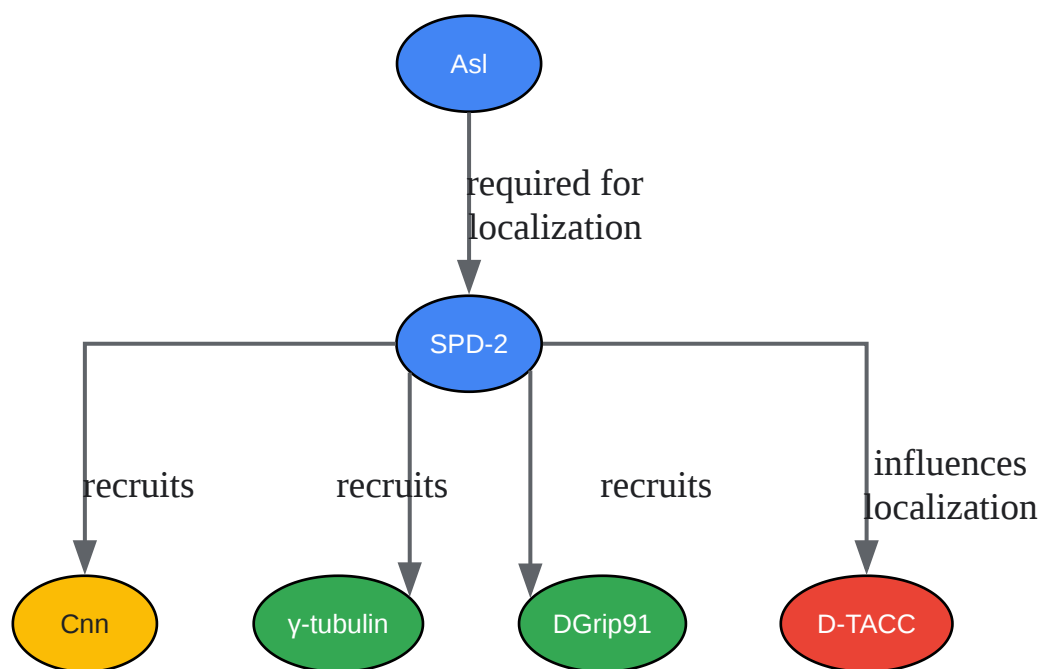 Asl
required for
localization
SPD-2
recruits
recruits
recruits
influences
localization
Cnn
γ-tubulin
DGrip91
D-TACC